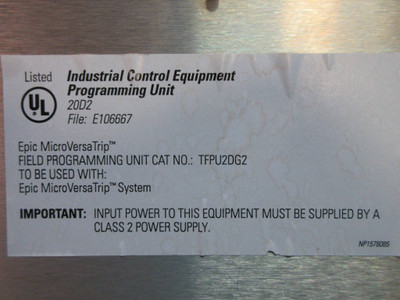 Listed
UL
Industrial Control Equipment
Programming Unit
20D2
File: E106667
Epic MicroVersaTrip™
FIELD PROGRAMMING UNIT CAT NO.: TFPU2DG2
TO BE USED WITH:
Epic MicroVersaTrip™ System
IMPORTANT: INPUT POWER TO THIS EQUIPMENT MUST BE SUPPLIED BY A
CLASS 2 POWER SUPPLY.